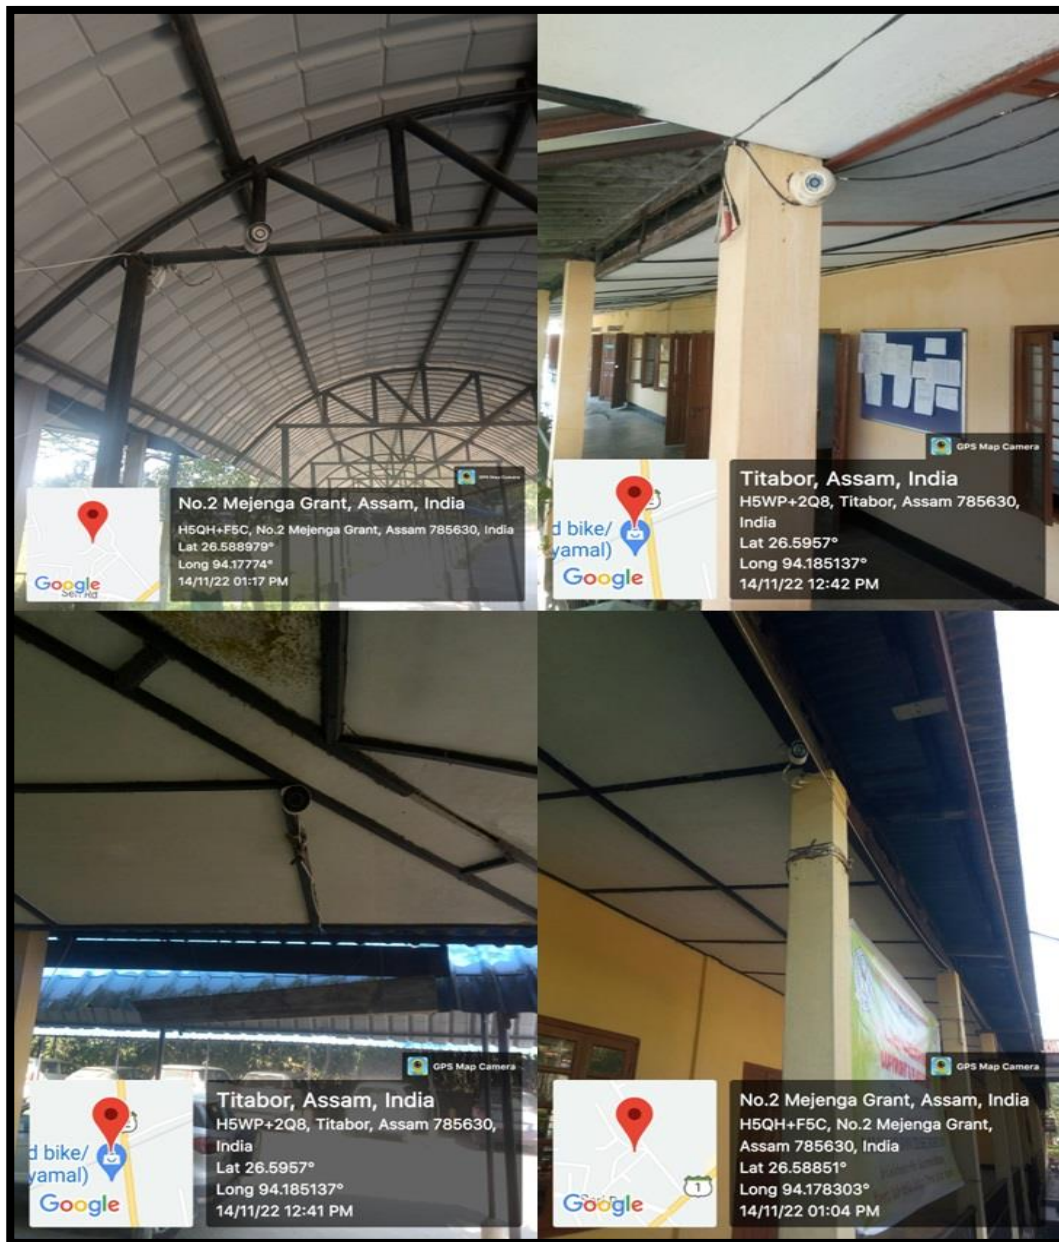 GPS Map Camera
No.2 Mejenga Grant, Assam, India
H5QH+F5C, No.2 Mejenga Grant, Assam 785630, India
Lat 26.588979°
Long 94.17774°
14/11/22 01:17 PM
Google
GPS Map Camera
Titabor, Assam, India
H5WP+2Q8, Titabor, Assam 785630,
India
Lat 26.5957°
Long 94.185137°
14/11/22 12:42 PM
d bike/
yamal)
Google
GPS Map Camera
Titabor, Assam, India
H5WP+2Q8, Titabor, Assam 785630,
India
Lat 26.5957°
Long 94.185137°
14/11/22 12:41 PM
d bike/
yamal)
Google
GPS Map Camera
No.2 Mejenga Grant, Assam, India
H5QH+F5C, No.2 Mejenga Grant,
Assam 785630, India
Lat 26.58851°
Long 94.178303°
14/11/22 01:04 PM
1
Google